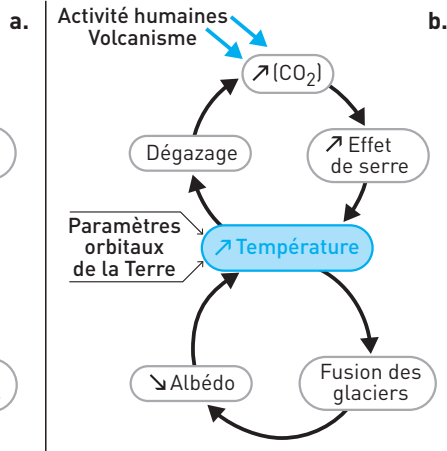 a.
b.
Activité humaines
Volcanisme
↗ (CO₂)
Dégazage
↗ Effet
de serre
Paramètres
orbitaux
de la Terre
↗ Température
↘ Albédo
Fusion des
glaciers